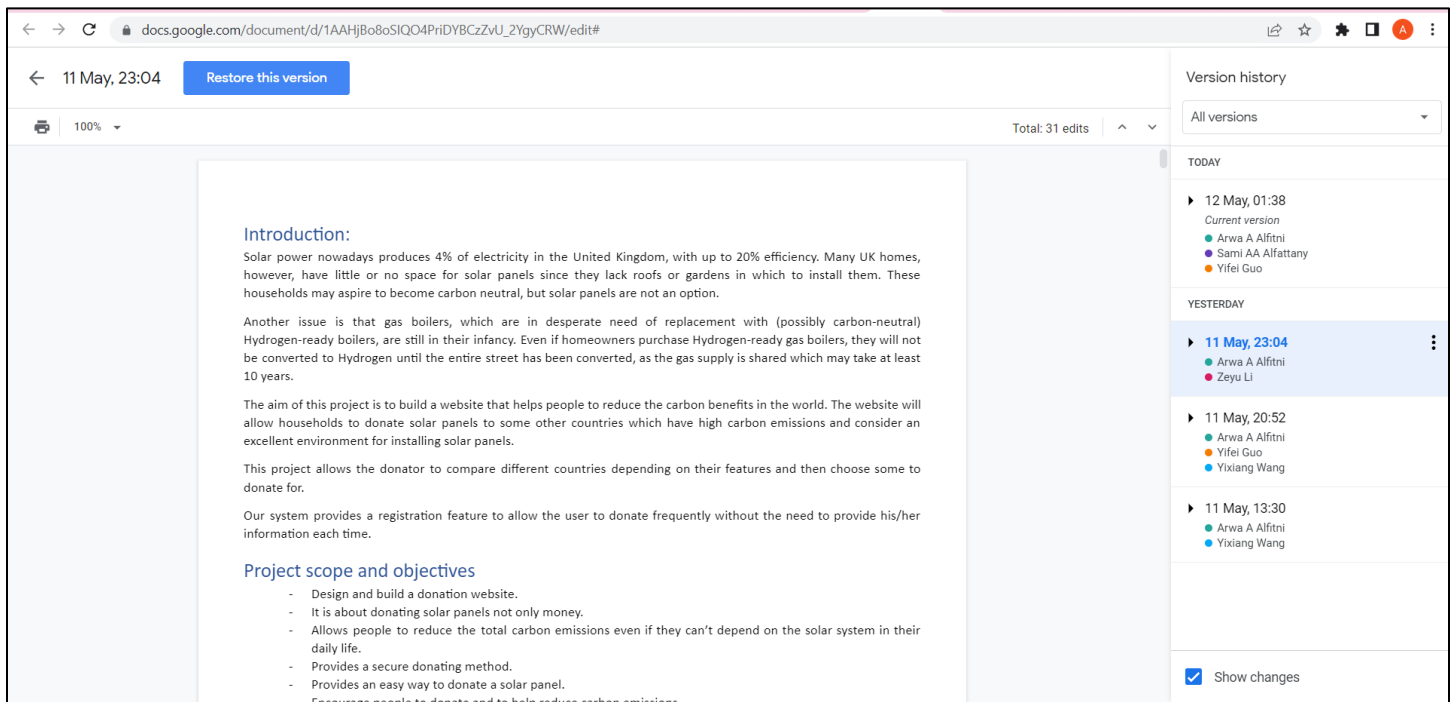 docs.google.com/document/d/1AAHjBo8oSIQO4PriDYBCzZvU_2YgyCRW/edit#
A
11 May, 23:04
Restore this version
100%
Total: 31 edits
Introduction:
Solar power nowadays produces 4% of electricity in the United Kingdom, with up to 20% efficiency. Many UK homes,
however, have little or no space for solar panels since they lack roofs or gardens in which to install them. These
households may aspire to become carbon neutral, but solar panels are not an option.
Another issue is that gas boilers, which are in desperate need of replacement with (possibly carbon-neutral)
Hydrogen-ready boilers, are still in their infancy. Even if homeowners purchase Hydrogen-ready gas boilers, they will not
be converted to Hydrogen until the entire street has been converted, as the gas supply is shared which may take at least
10 years.
The aim of this project is to build a website that helps people to reduce the carbon benefits in the world. The website will
allow households to donate solar panels to some other countries which have high carbon emissions and consider an
excellent environment for installing solar panels.
This project allows the donator to compare different countries depending on their features and then choose some to
donate for.
Our system provides a registration feature to allow the user to donate frequently without the need to provide his/her
information each time.
Project scope and objectives
- Design and build a donation website.
- It is about donating solar panels not only money.
- Allows people to reduce the total carbon emissions even if they can't depend on the solar system in their
daily life.
- Provides a secure donating method.
- Provides an easy way to donate a solar panel.
- Encourage people to donate and to help reduce carbon emissions
Version history
All versions
TODAY
12 May, 01:38
Current version
Arwa A Alfitni
Sami AA Alfattany
Yifei Guo
YESTERDAY
11 May, 23:04
Arwa A Alfitni
Zeyu Li
11 May, 20:52
Arwa A Alfitni
Yifei Guo
Yixiang Wang
11 May, 13:30
Arwa A Alfitni
Yixiang Wang
Show changes